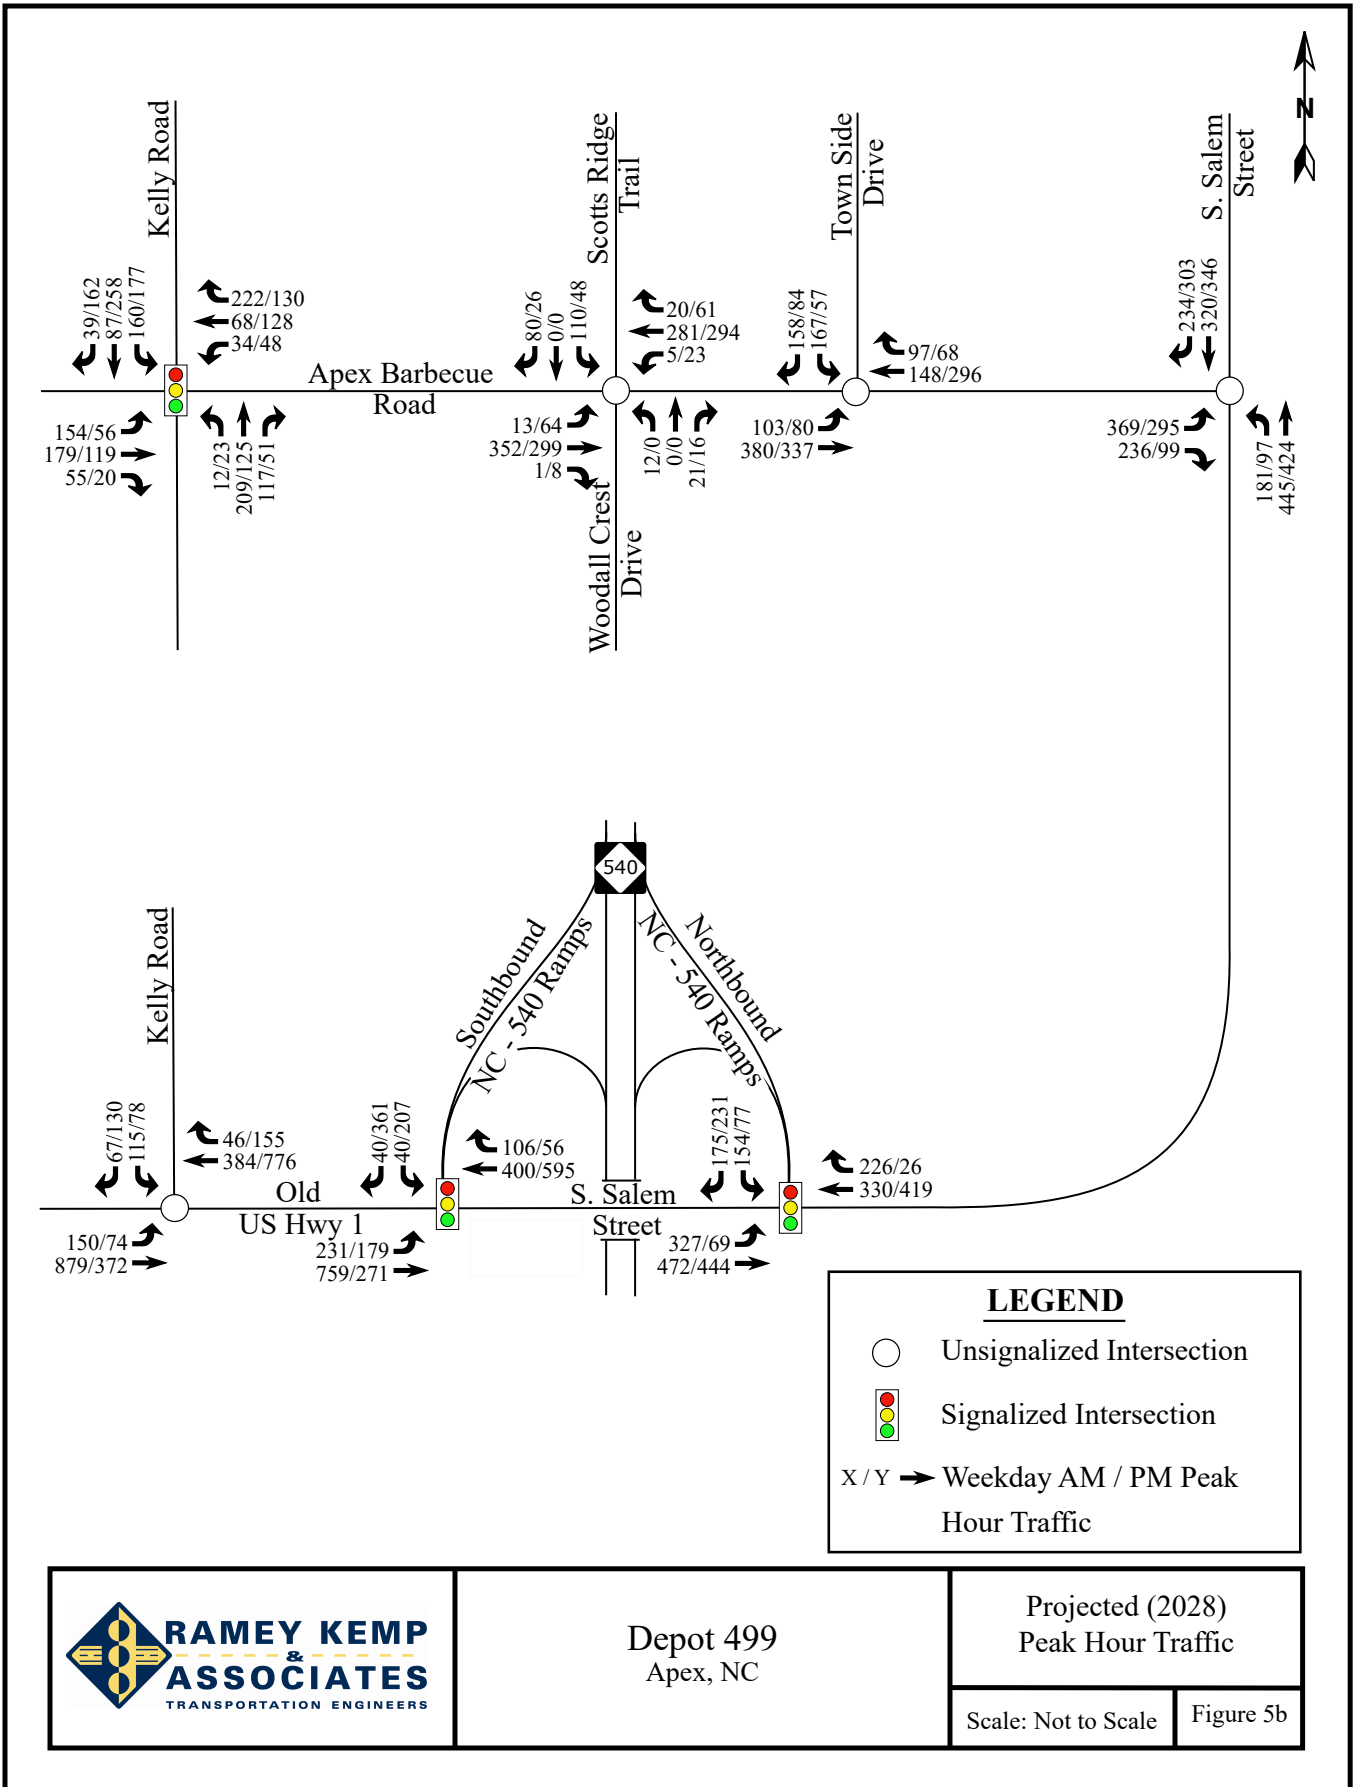 N
Kelly Road
Scotts Ridge
Trail
Town Side
Drive
S. Salem
Street
39/162
87/258
160/177
222/130
68/128
34/48
154/56
179/119
55/20
12/23
209/125
117/51
Apex Barbecue
Road
80/26
0/0
110/48
20/61
281/294
5/23
13/64
352/299
1/8
12/0
0/0
21/16
Woodall Crest
Drive
158/84
167/57
97/68
148/296
103/80
380/337
234/303
320/346
369/295
236/99
181/97
445/424
540
Kelly Road
Southbound
NC - 540 Ramps
Northbound
NC - 540 Ramps
67/130
115/78
46/155
384/776
150/74
879/372
Old
US Hwy 1
40/361
40/207
106/56
400/595
231/179
759/271
S. Salem
Street
175/231
154/77
226/26
330/419
327/69
472/444
LEGEND
Unsignalized Intersection
Signalized Intersection
X / Y Weekday AM / PM Peak
Hour Traffic
RAMEY KEMP
&
ASSOCIATES
TRANSPORTATION ENGINEERS
Depot 499
Apex, NC
Projected (2028)
Peak Hour Traffic
Scale: Not to Scale
Figure 5b